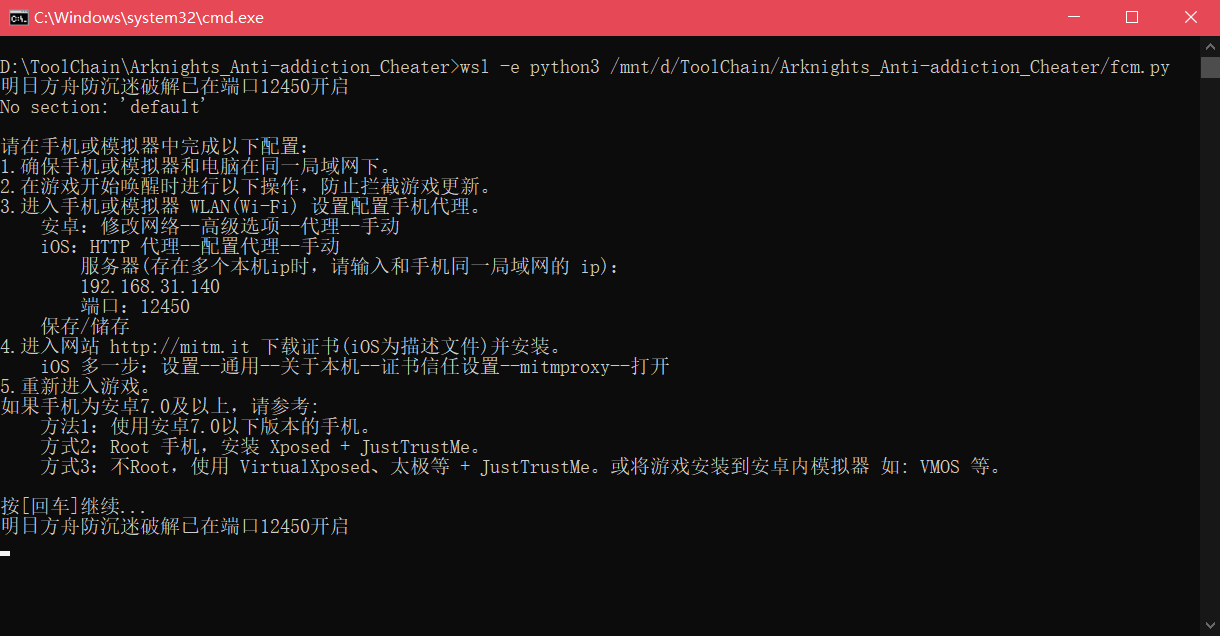 C:\Windows\system32\cmd.exe
D:\ToolChain\Arknights_Anti-addiction_Cheater>wsl -e python3 /mnt/d/ToolChain/Arknights_Anti-addiction_Cheater/fcm.py
明日方舟防沉迷破解已在端口12450开启
No section: 'default'
请在手机或模拟器中完成以下配置:
1.确保手机或模拟器和电脑在同一局域网下。
2.在游戏开始唤醒时进行以下操作，防止拦截游戏更新。
3.进入手机或模拟器 WLAN(Wi-Fi) 设置配置手机代理。
安卓: 修改网络--高级选项--代理--手动
iOS: HTTP 代理--配置代理--手动
服务器(存在多个本机ip时，请输入和手机同一局域网的 ip):
192.168.31.140
端口: 12450
保存/储存
4.进入网站 http://mitm.it 下载证书(iOS为描述文件)并安装。
iOS 多一步: 设置--通用--关于本机--证书信任设置--mitmproxy--打开
5.重新进入游戏。
如果手机为安卓7.0及以上，请参考:
方法1: 使用安卓7.0以下版本的手机。
方式2: Root 手机，安装 Xposed + JustTrustMe。
方式3: 不Root，使用 VirtualXposed、太极等 + JustTrustMe。或将游戏安装到安卓内模拟器 如: VMOS 等。
按[回车]继续...
明日方舟防沉迷破解已在端口12450开启